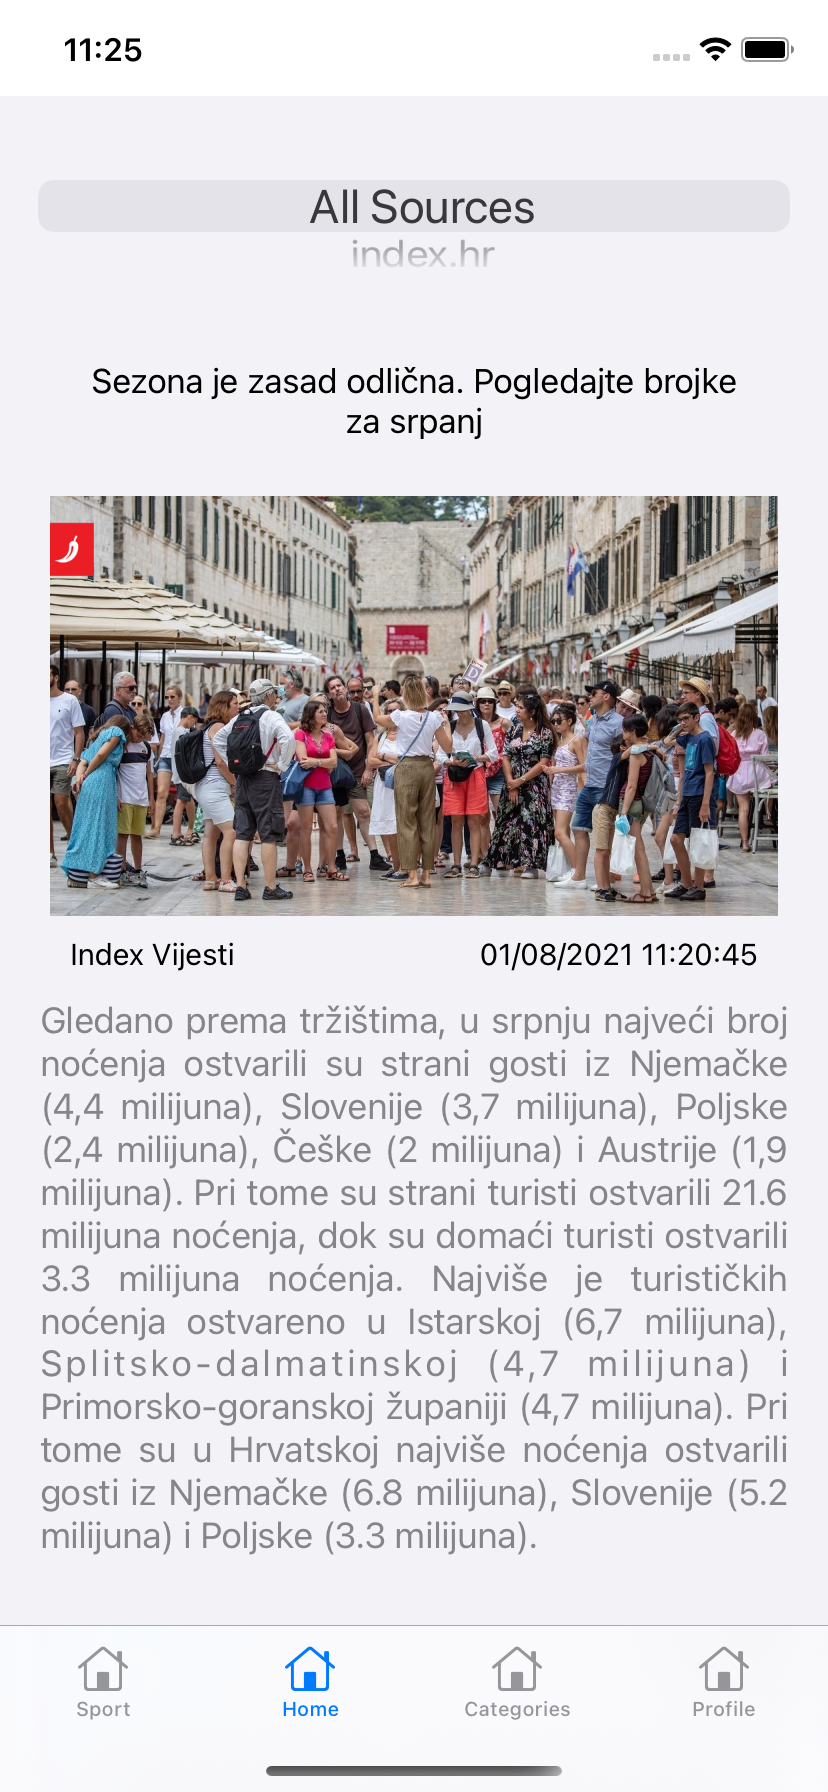 11:25
All Sources
index.hr
Sezona je zasad odlična. Pogledajte brojke
za srpanj
Index Vijesti
01/08/2021 11:20:45
Gledano prema tržištima, u srpnju najveći broj
noćenja ostvarili su strani gosti iz Njemačke
(4,4 milijuna), Slovenije (3,7 milijuna), Poljske
(2,4 milijuna), Češke (2 milijuna) i Austrije (1,9
milijuna). Pri tome su strani turisti ostvarili 21.6
milijuna noćenja, dok su domaći turisti ostvarili
3.3 milijuna noćenja. Najviše je turističkih
noćenja ostvareno u Istarskoj (6,7 milijuna),
Splitsko-dalmatinskoj (4,7 milijuna) i
Primorsko-goranskoj županiji (4,7 milijuna). Pri
tome su u Hrvatskoj najviše noćenja ostvarili
gosti iz Njemačke (6.8 milijuna), Slovenije (5.2
milijuna) i Poljske (3.3 milijuna).
Sport
Home
Categories
Profile